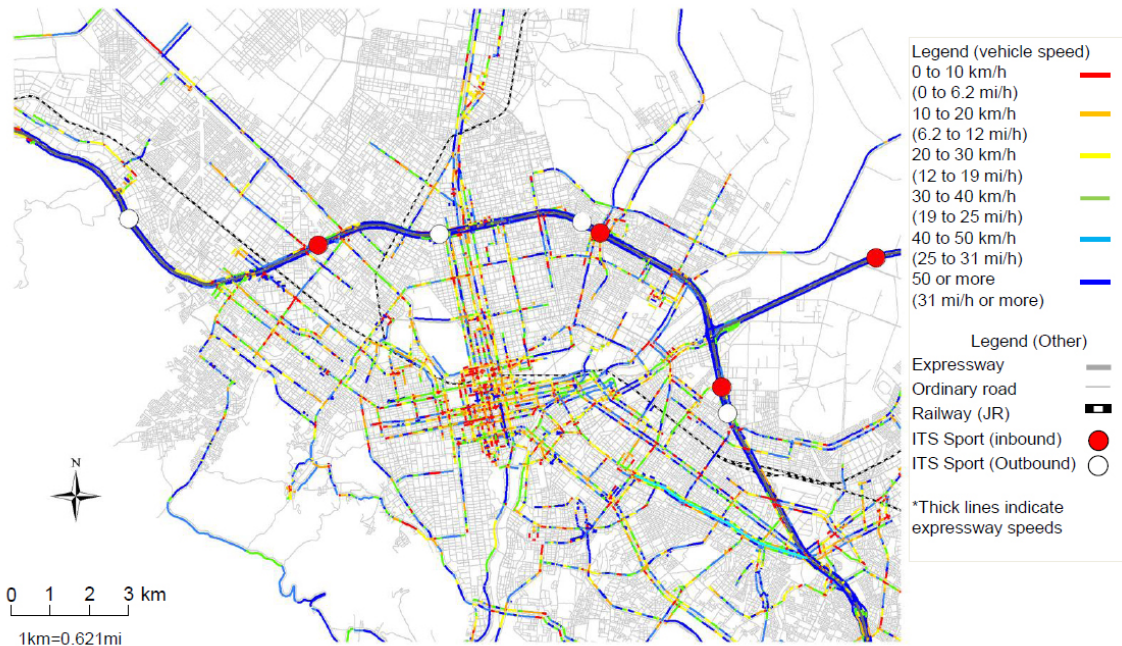 Legend (vehicle speed)
0 to 10 km/h
(0 to 6.2 mi/h)
10 to 20 km/h
(6.2 to 12 mi/h)
20 to 30 km/h
(12 to 19 mi/h)
30 to 40 km/h
(19 to 25 mi/h)
40 to 50 km/h
(25 to 31 mi/h)
50 or more
(31 mi/h or more)
Legend (Other)
Expressway
Ordinary road
Railway (JR)
ITS Sport (inbound)
ITS Sport (Outbound)
*Thick lines indicate
expressway speeds
N
0 1 2 3 km
1km=0.621mi